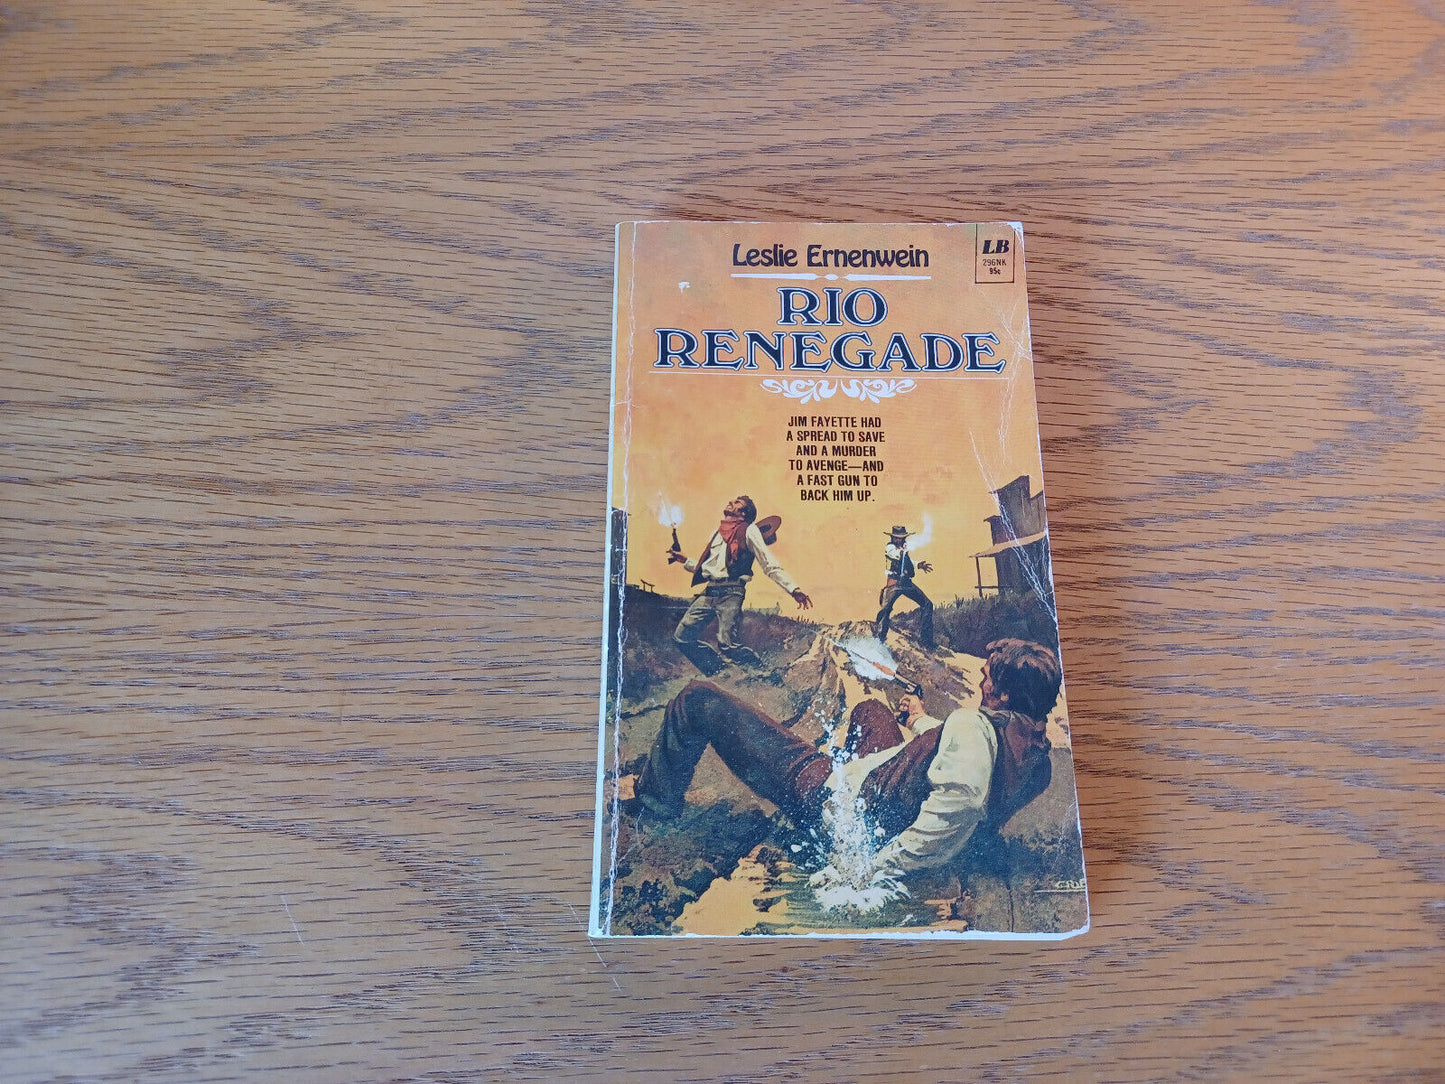 Leslie Ernenwein
LB
296NK
95c
RIO
RENEGADE
JIM FAYETTE HAD
A SPREAD TO SAVE
AND A MURDER
TO AVENGE—AND
A FAST GUN TO
BACK HIM UP.